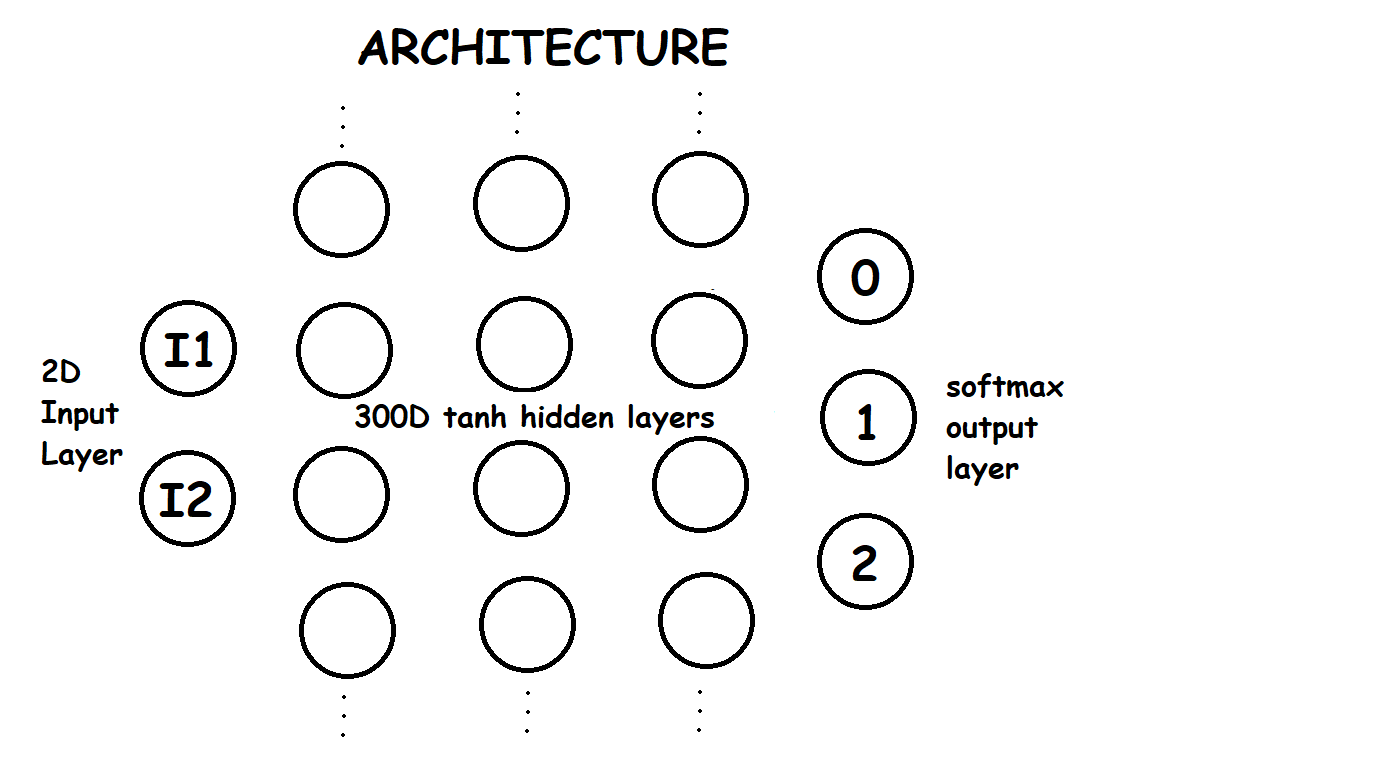 ARCHITECTURE
2D
Input
Layer
I1
I2
300D tanh hidden layers
0
1
2
softmax
output
layer